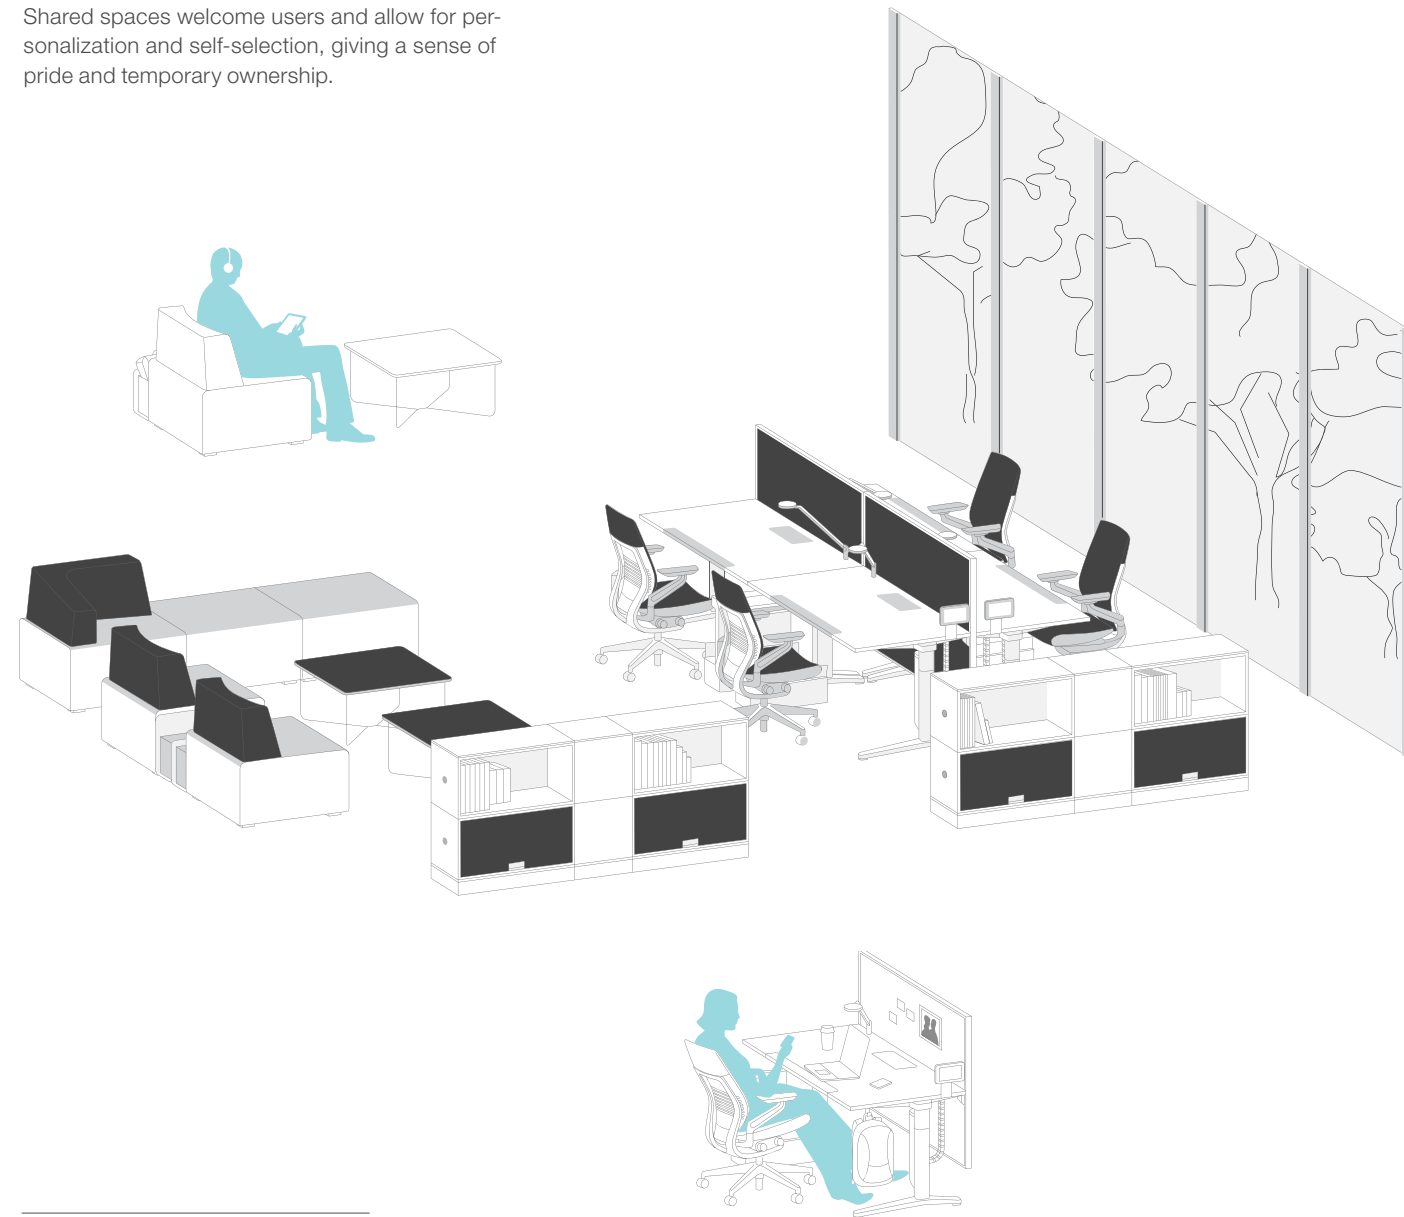 Shared spaces welcome users and allow for per-
sonalization and self-selection, giving a sense of
pride and temporary ownership.